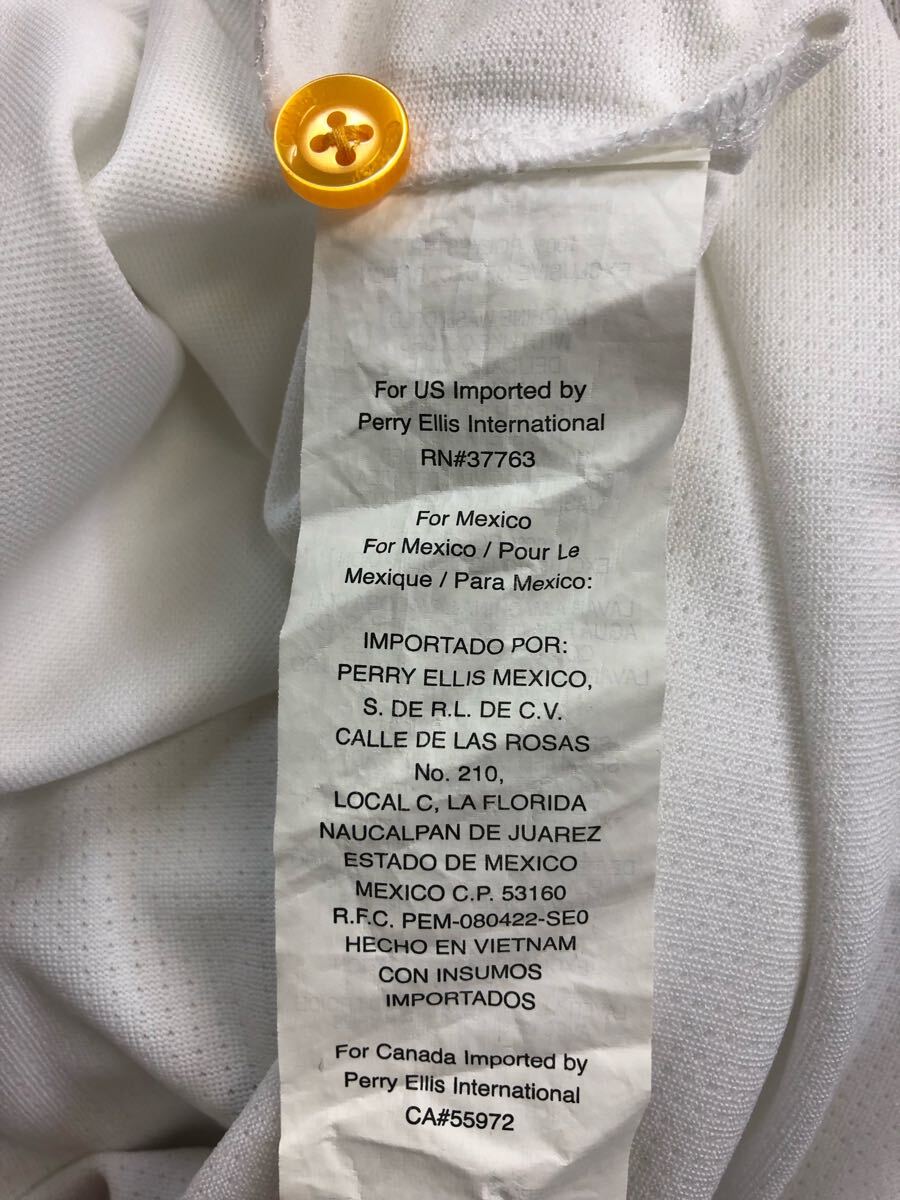 For US Imported by
Perry Ellis International
RN#37763
For Mexico
For Mexico / Pour Le
Mexique / Para Mexico:
IMPORTADO POR:
PERRY ELLIS MEXICO,
S. DE R.L. DE C.V.
CALLE DE LAS ROSAS
No. 210,
LOCAL C, LA FLORIDA
NAUCALPAN DE JUAREZ
ESTADO DE MEXICO
MEXICO C.P. 53160
R.F.C. PEM-080422-SE0
HECHO EN VIETNAM
CON INSUMOS
IMPORTADOS
For Canada Imported by
Perry Ellis International
CA#55972